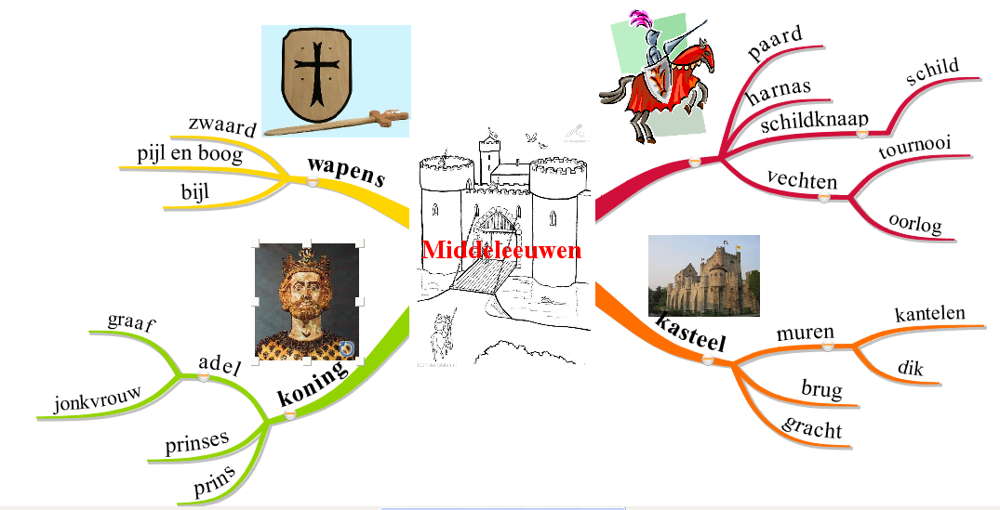 Middeleeuwen
wapens
zwaard
pijl en boog
bijl
koning
adel
graaf
jonkvrouw
prinses
prins
paard
harnas
schildknaap
schild
vechten
tournooi
oorlog
kasteel
muren
kantelen
dik
brug
gracht